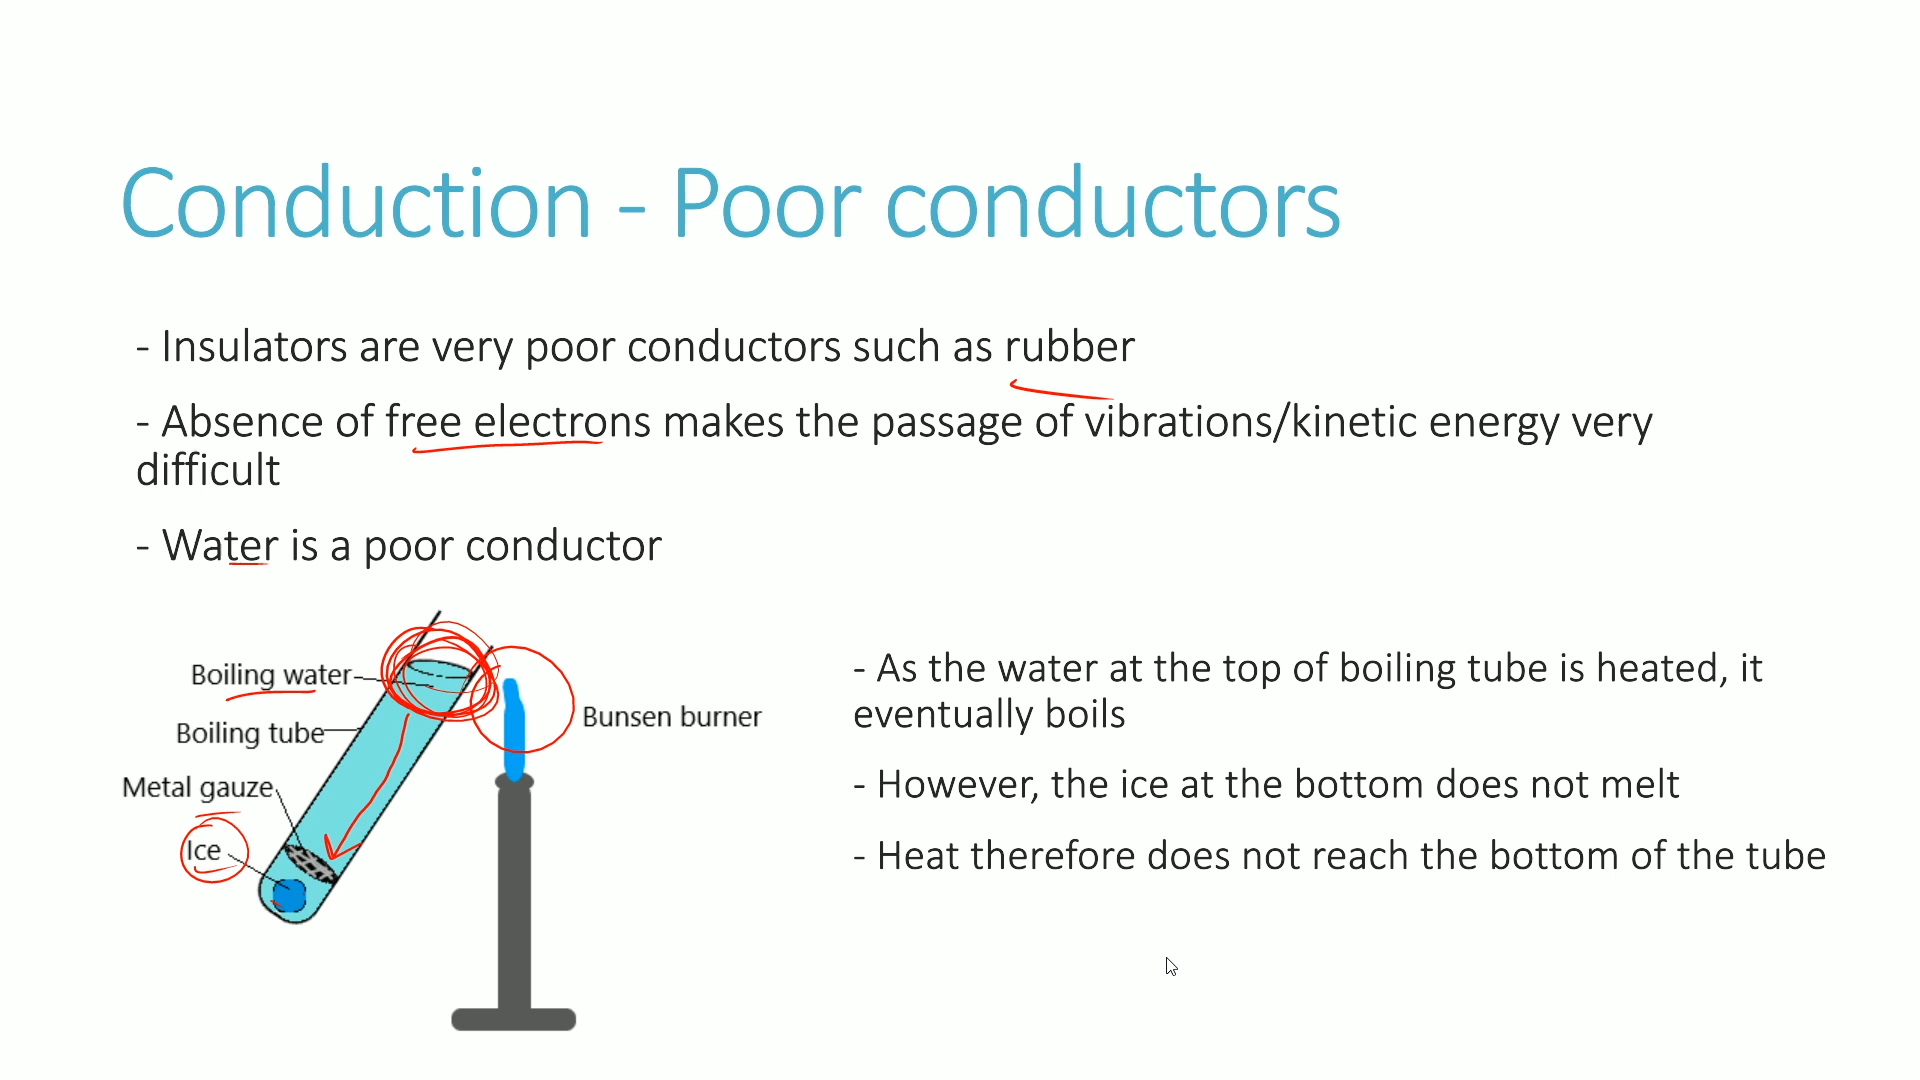 Conduction - Poor conductors
- Insulators are very poor conductors such as rubber
- Absence of free electrons makes the passage of vibrations/kinetic energy very
difficult
- Water is a poor conductor
Boiling water
Boiling tube
Metal gauze
Ice
Bunsen burner
- As the water at the top of boiling tube is heated, it
eventually boils
- However, the ice at the bottom does not melt
- Heat therefore does not reach the bottom of the tube